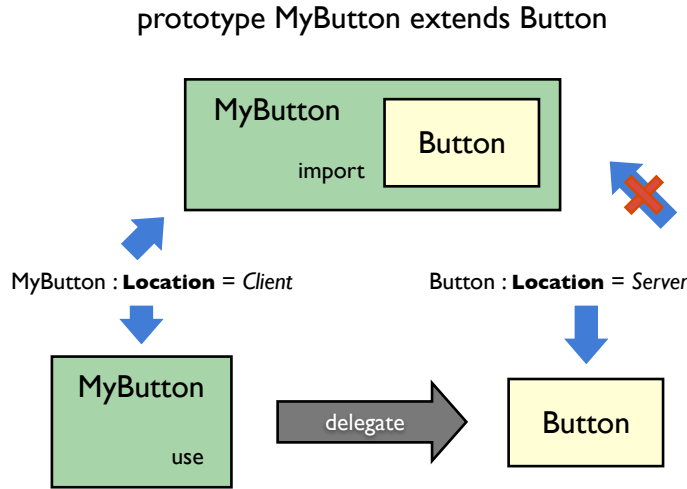 prototype MyButton extends Button
MyButton
Button
import
MyButton : Location = Client
Button : Location = Server
MyButton
use
delegate
Button